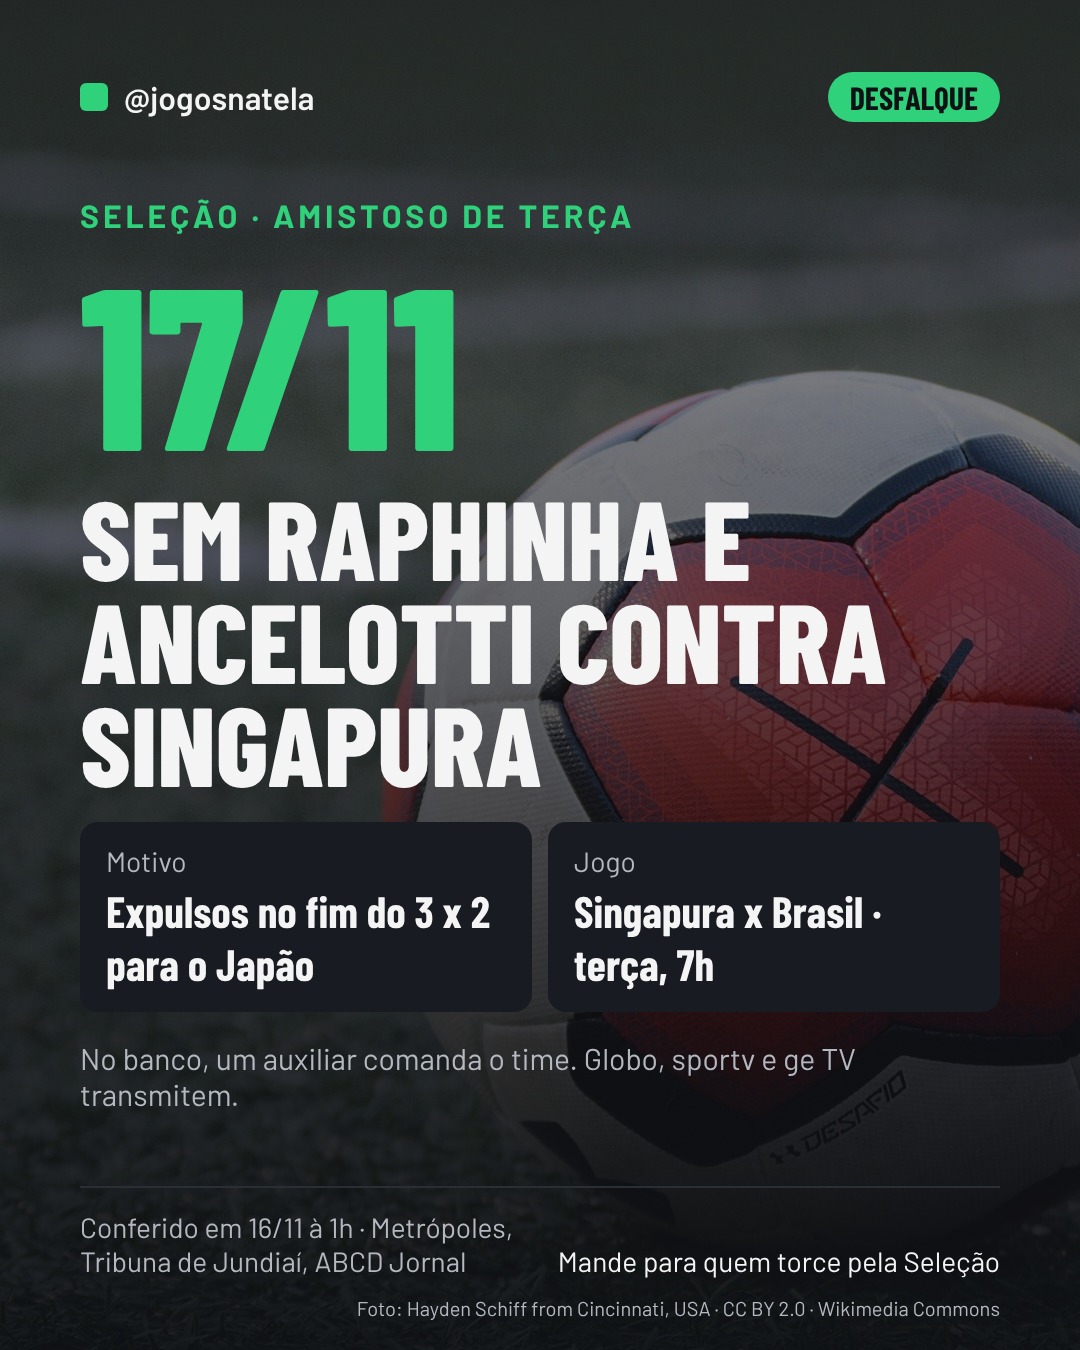 @jogosnatela
DESFALQUE
SELEÇÃO · AMISTOSO DE TERÇA
17/11
SEM RAPHINHA E
ANCELOTTI CONTRA
SINGAPURA
Motivo
Expulsos no fim do 3 x 2
para o Japão
Jogo
Singapura x Brasil ·
terça, 7h
No banco, um auxiliar comanda o time. Globo, sportv e ge TV
transmitem.
DESAFIO
Conferido em 16/11 à 1h · Metrópoles,
Tribuna de Jundiaí, ABCD Jornal
Mande para quem torce pela Seleção
Foto: Hayden Schiff from Cincinnati, USA · CC BY 2.0 · Wikimedia Commons